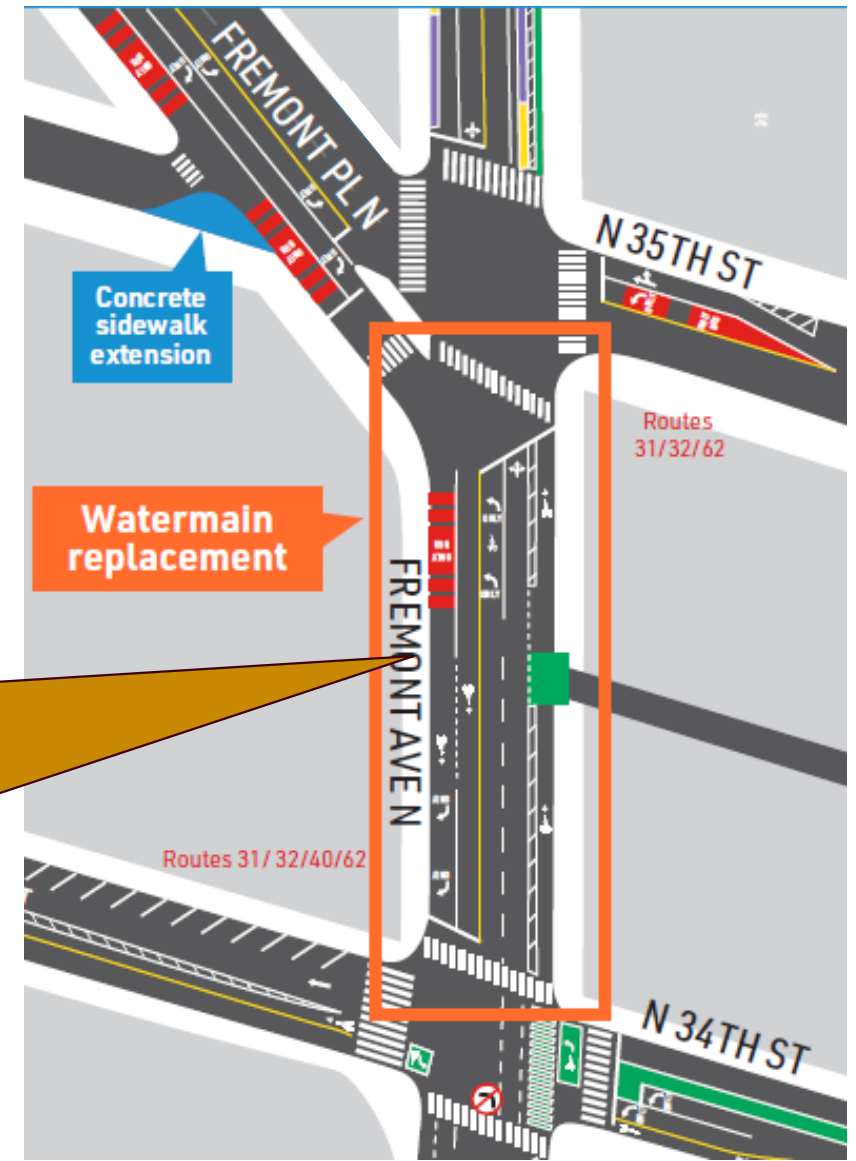 FREMONT PL N
N 35TH ST
Concrete
sidewalk
extension
Routes
31/32/62
Watermain
replacement
FREMONT AVE N
Routes 31/ 32/40/62
N 34TH ST